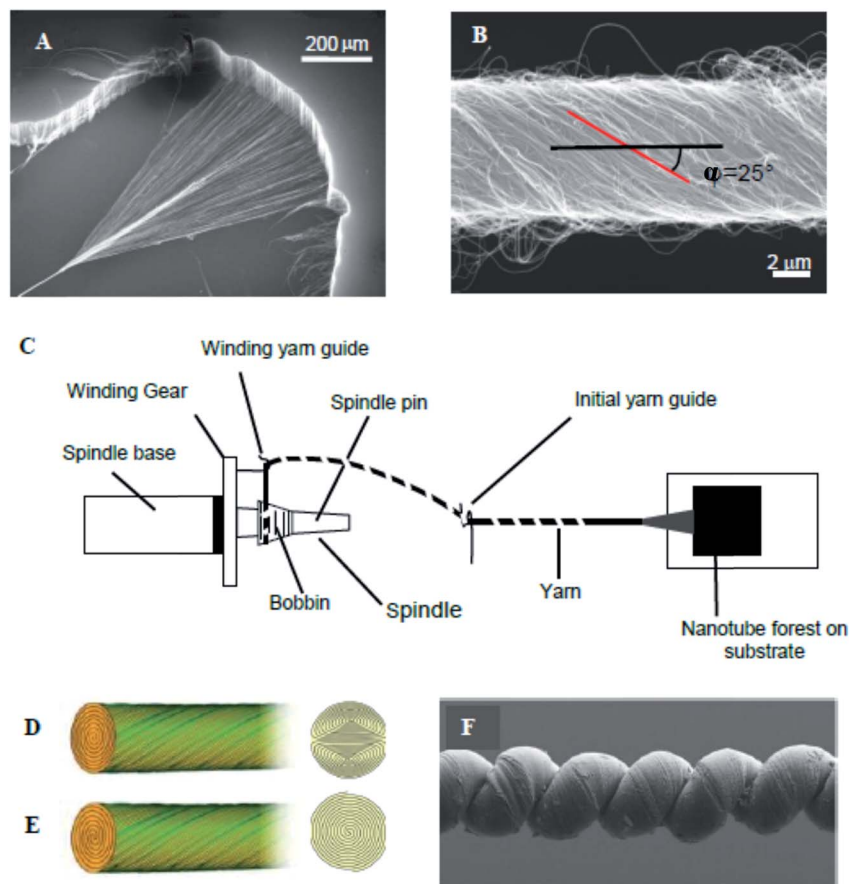 A
200 μm
B
α=25°
2 μm
C
Winding yarn guide
Winding Gear
Spindle pin
Initial yarn guide
Spindle base
Bobbin
Spindle
Yarn
Nanotube forest on
substrate
D
E
F